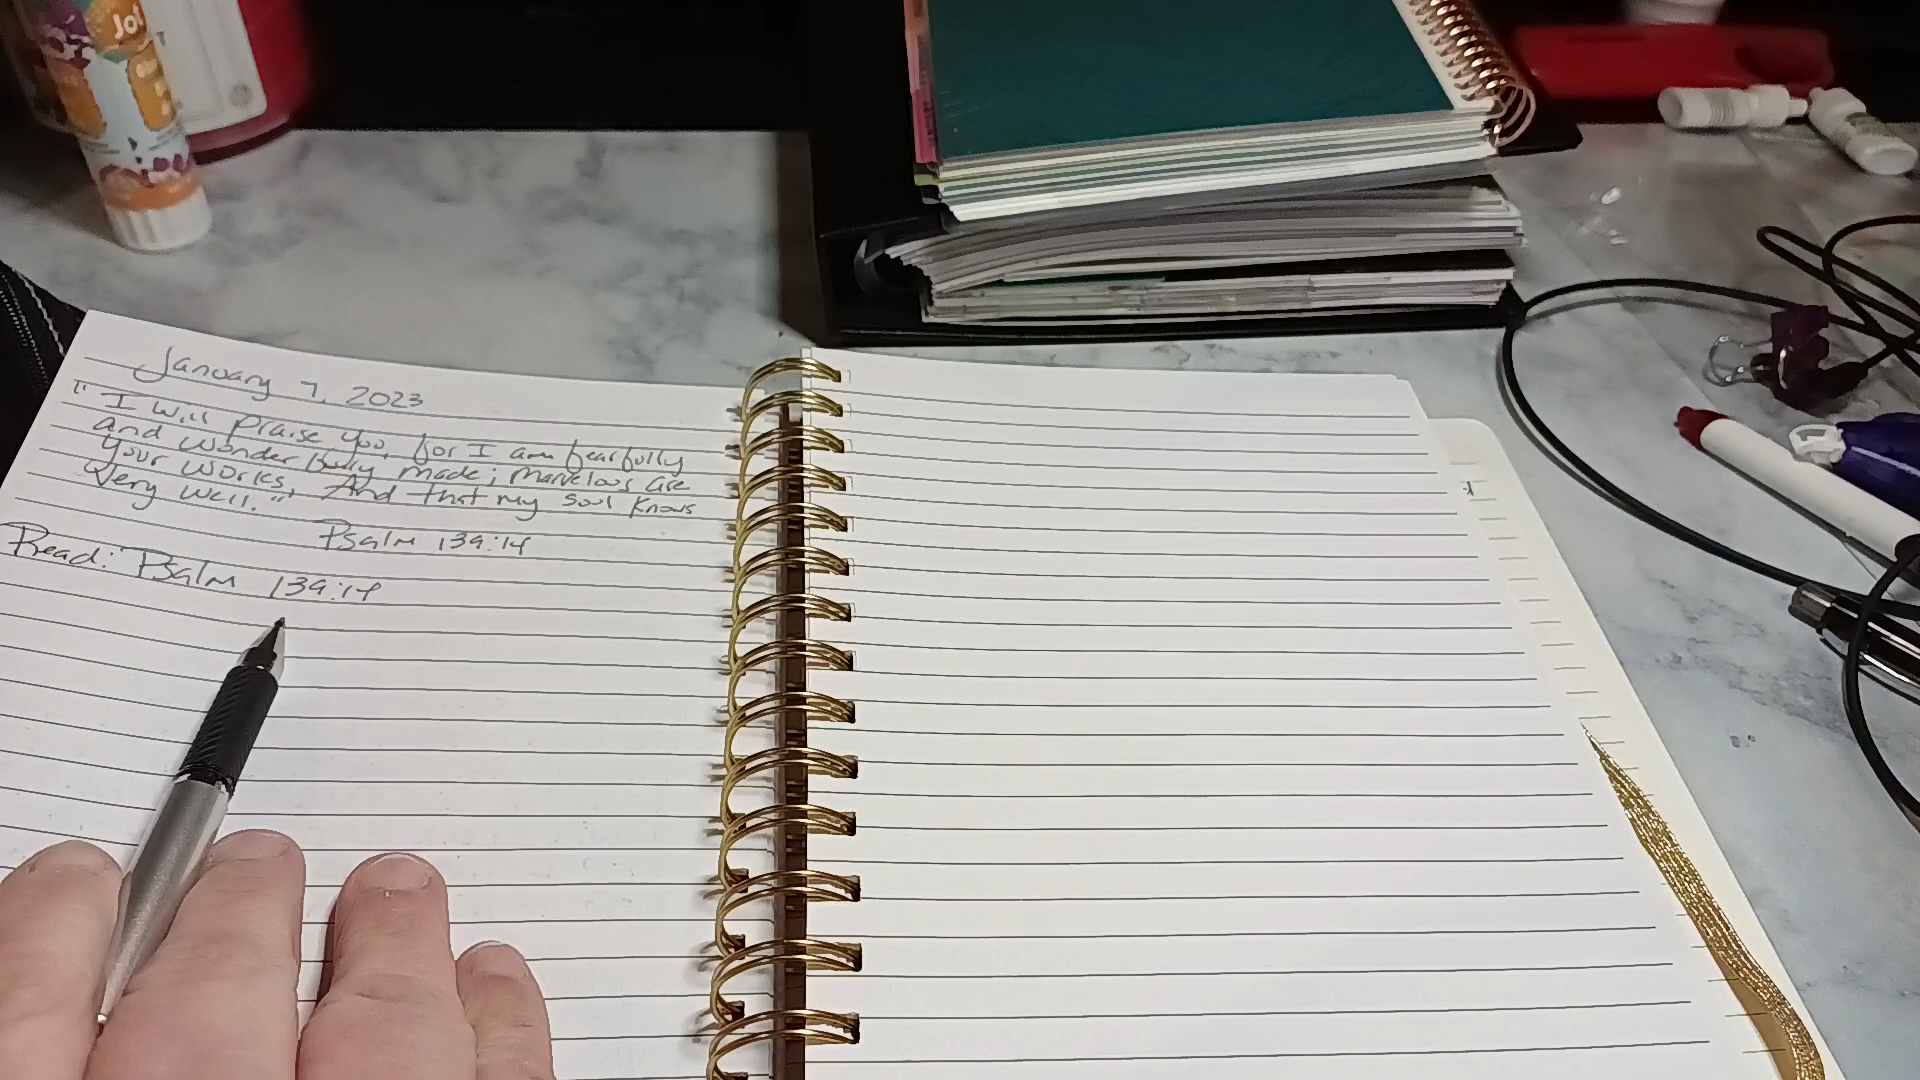 January 7, 2023
"I will praise you, for I am fearfully
and wonderfully made; marvelous are
your works, And that my soul knows
very well."
Psalm 139:14
Read: Psalm 139:14
Jol